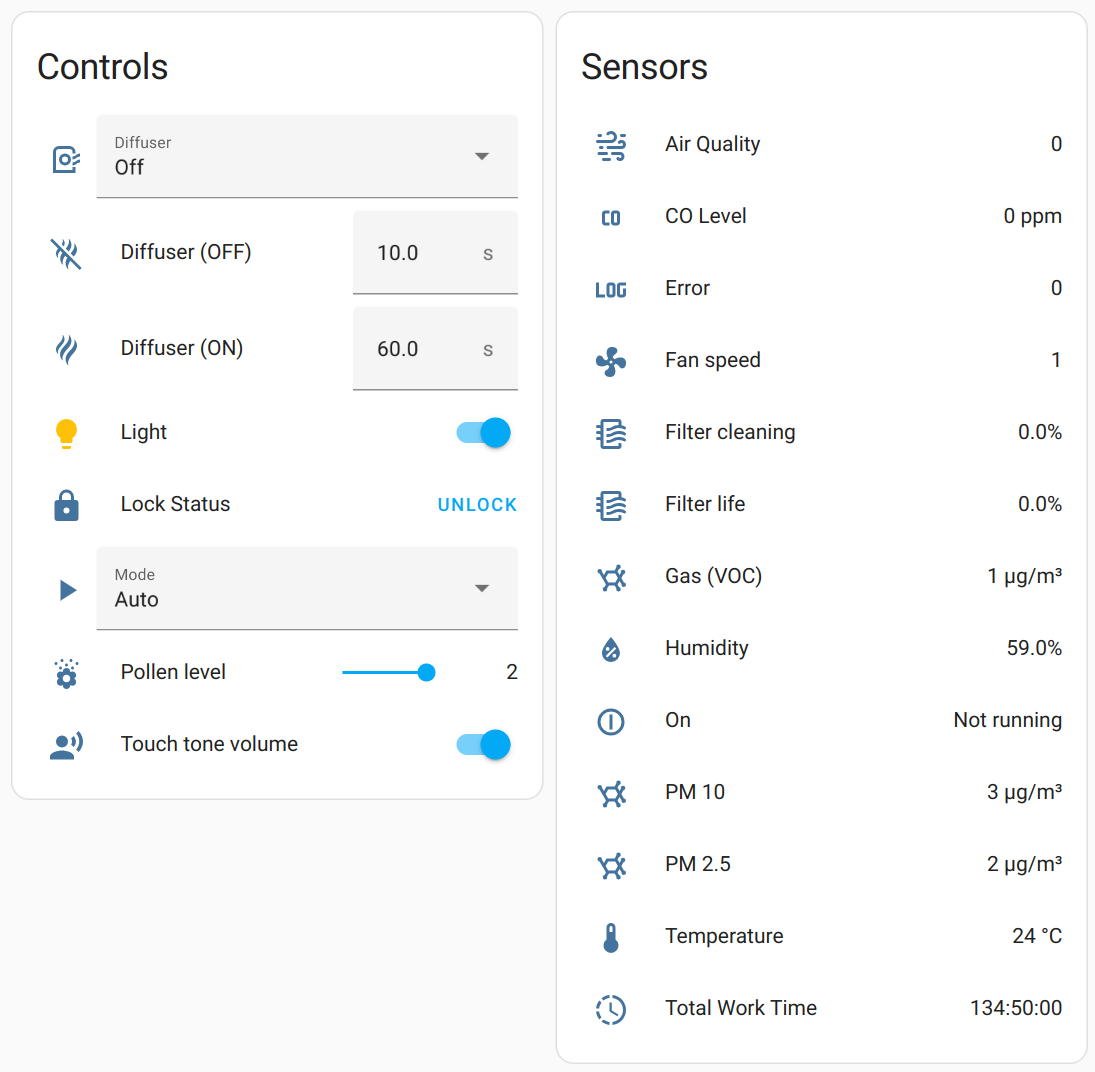 Controls
Diffuser
Off
Diffuser (OFF) 10.0 s
Diffuser (ON) 60.0 s
Light
Lock Status UNLOCK
Mode
Auto
Pollen level 2
Touch tone volume
Sensors
Air Quality 0
CO CO Level 0 ppm
LOG Error 0
Fan speed 1
Filter cleaning 0.0%
Filter life 0.0%
Gas (VOC) 1 µg/m³
Humidity 59.0%
On Not running
PM 10 3 µg/m³
PM 2.5 2 µg/m³
Temperature 24 °C
Total Work Time 134:50:00